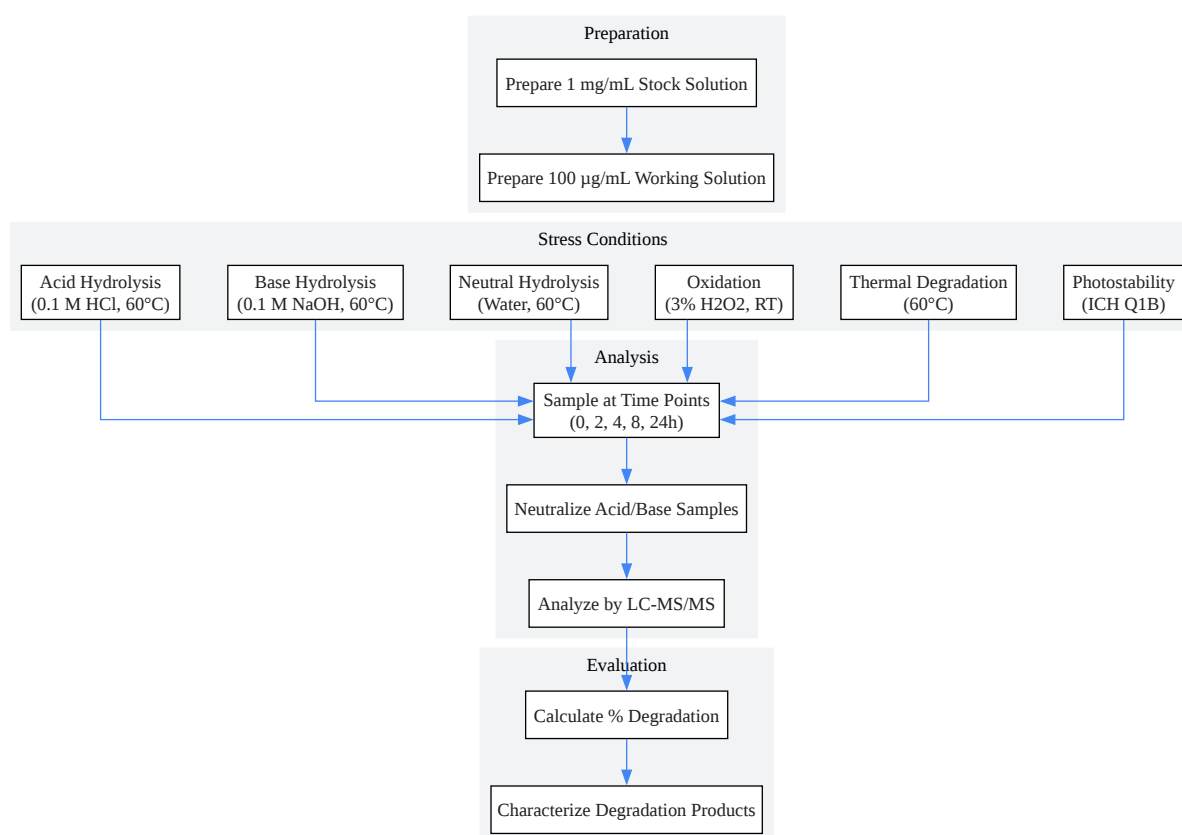 Preparation
Prepare 1 mg/mL Stock Solution
Prepare 100 µg/mL Working Solution
Stress Conditions
Acid Hydrolysis
(0.1 M HCl, 60°C)
Base Hydrolysis
(0.1 M NaOH, 60°C)
Neutral Hydrolysis
(Water, 60°C)
Oxidation
(3% H2O2, RT)
Thermal Degradation
(60°C)
Photostability
(ICH Q1B)
Analysis
Sample at Time Points
(0, 2, 4, 8, 24h)
Neutralize Acid/Base Samples
Analyze by LC-MS/MS
Evaluation
Calculate % Degradation
Characterize Degradation Products